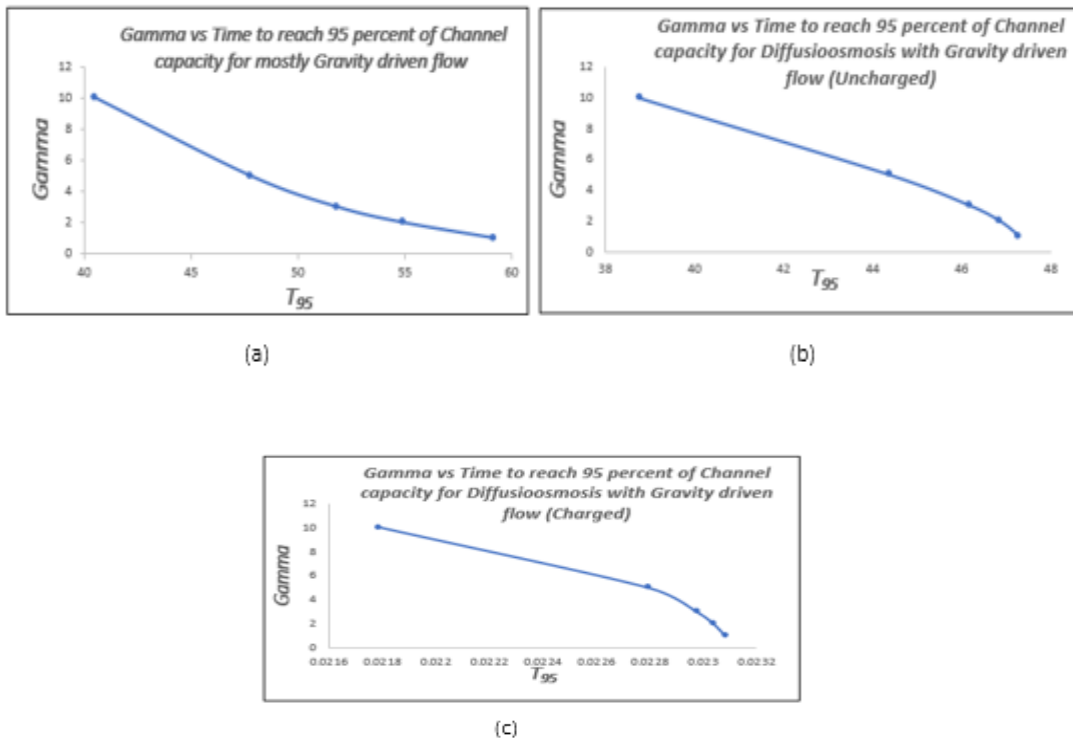 Gamma vs Time to reach 95 percent of Channel
capacity for mostly Gravity driven flow
12
10
8
6
4
2
0
Gamma
40
45
50
55
60
T95
(a)
Gamma vs Time to reach 95 percent of Channel
capacity for Diffusioosmosis with Gravity driven
flow (Uncharged)
12
10
8
6
4
2
0
Gamma
38
40
42
44
46
48
T95
(b)
Gamma vs Time to reach 95 percent of Channel
capacity for Diffusioosmosis with Gravity driven
flow (Charged)
12
10
8
6
4
2
0
Gamma
0.0216
0.0218
0.022
0.0222
0.0224
0.0226
0.0228
0.023
0.0232
T95
(c)